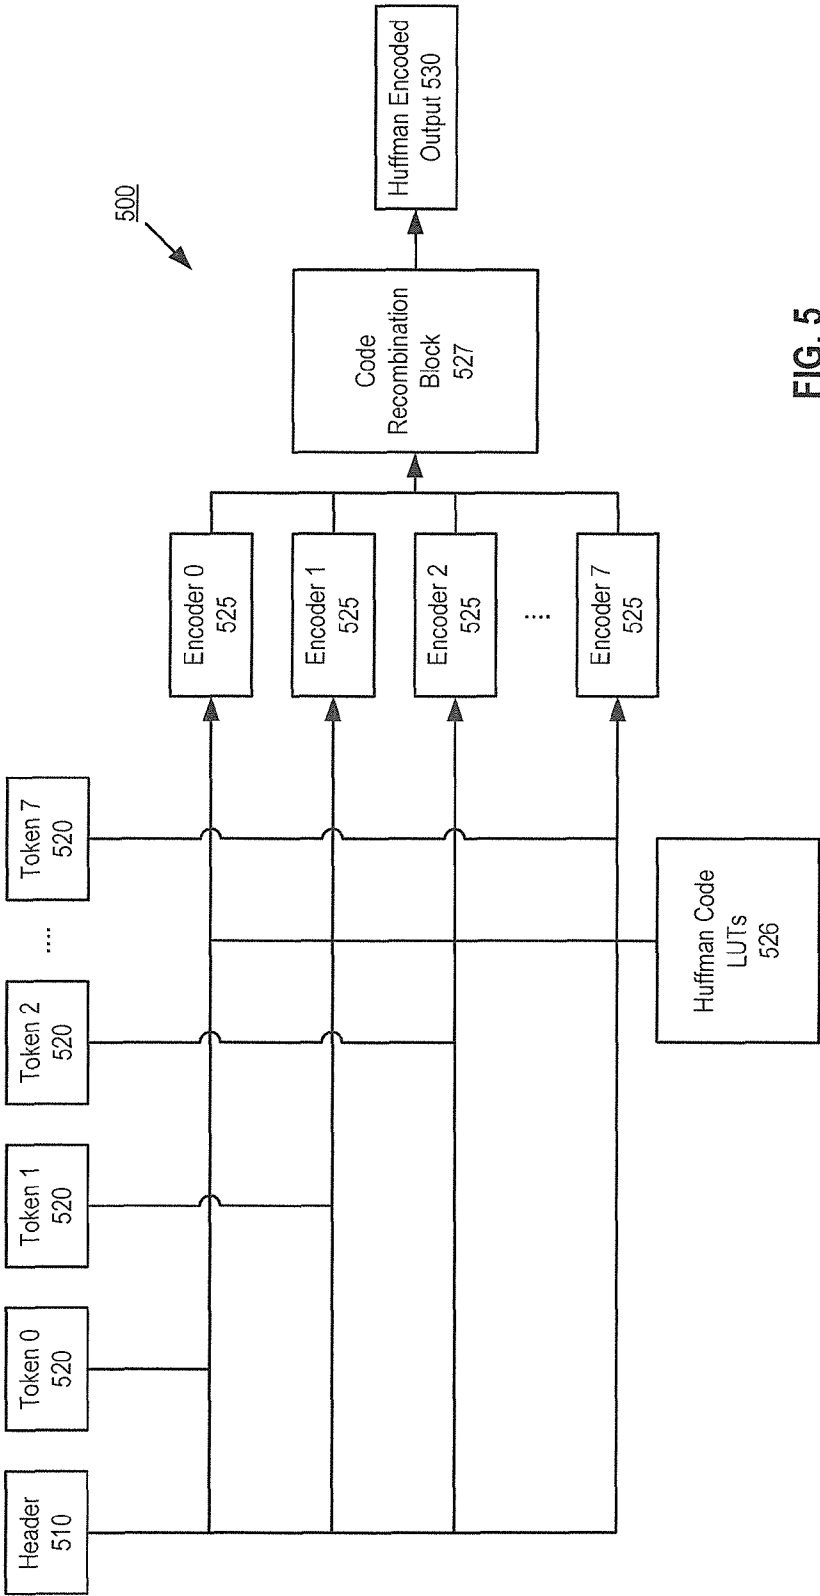 500
Header
510
Token 0
520
Token 1
520
Token 2
520
....
Token 7
520
Huffman Code
LUTs
526
Encoder 0
525
Encoder 1
525
Encoder 2
525
....
Encoder 7
525
Code
Recombination
Block
527
Huffman Encoded
Output 530
FIG. 5